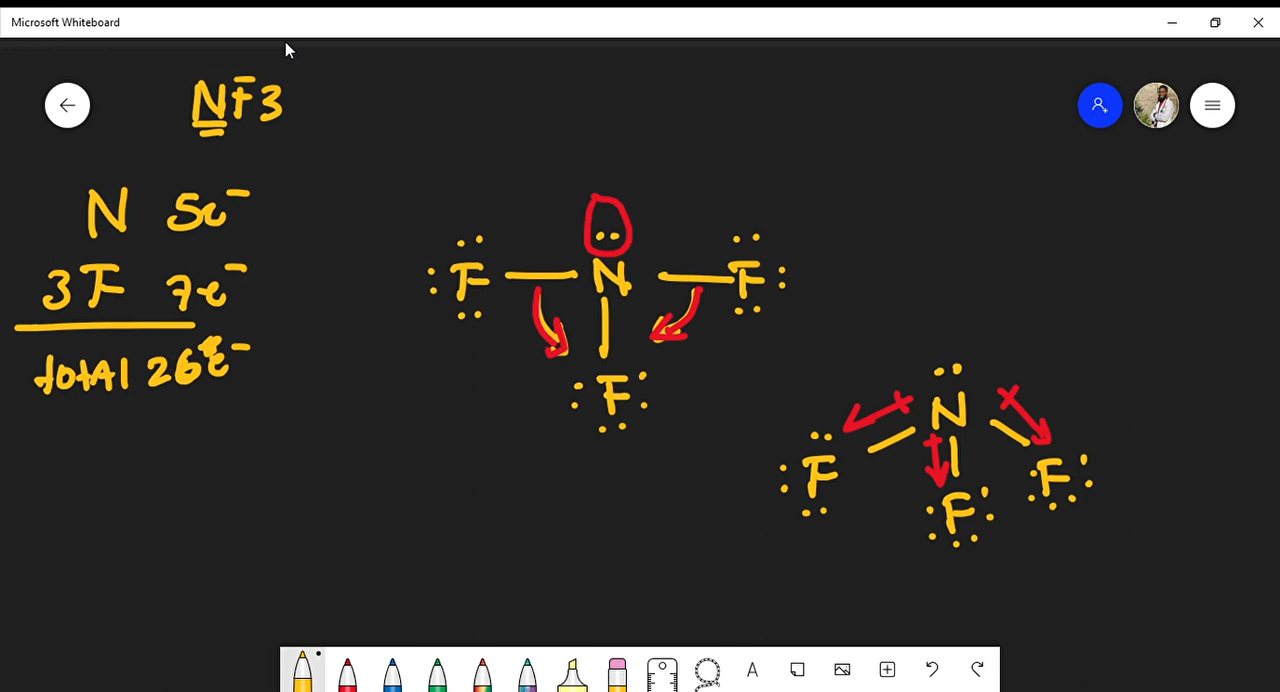 Microsoft Whiteboard
NF3
N 5e-
3F 7e-
total 26e-
:F — N — F:
:F:
N
:F
:F:
:F:
A